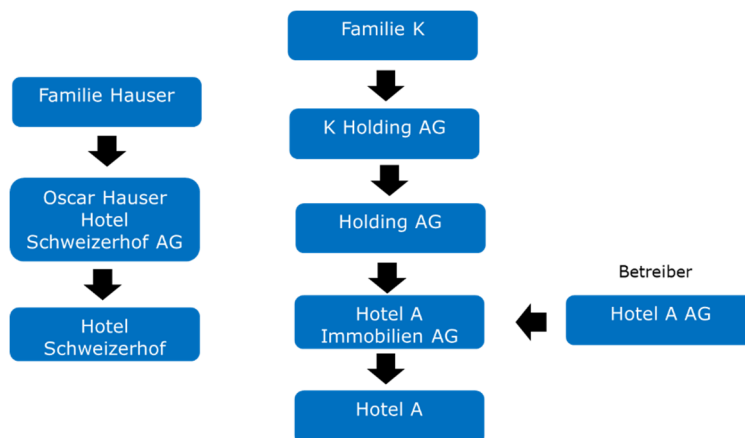 Familie Hauser
Oscar Hauser
Hotel
Schweizerhof AG
Hotel
Schweizerhof
Familie K
K Holding AG
Holding AG
Hotel A
Immobilien AG
Hotel A
Betreiber
Hotel A AG